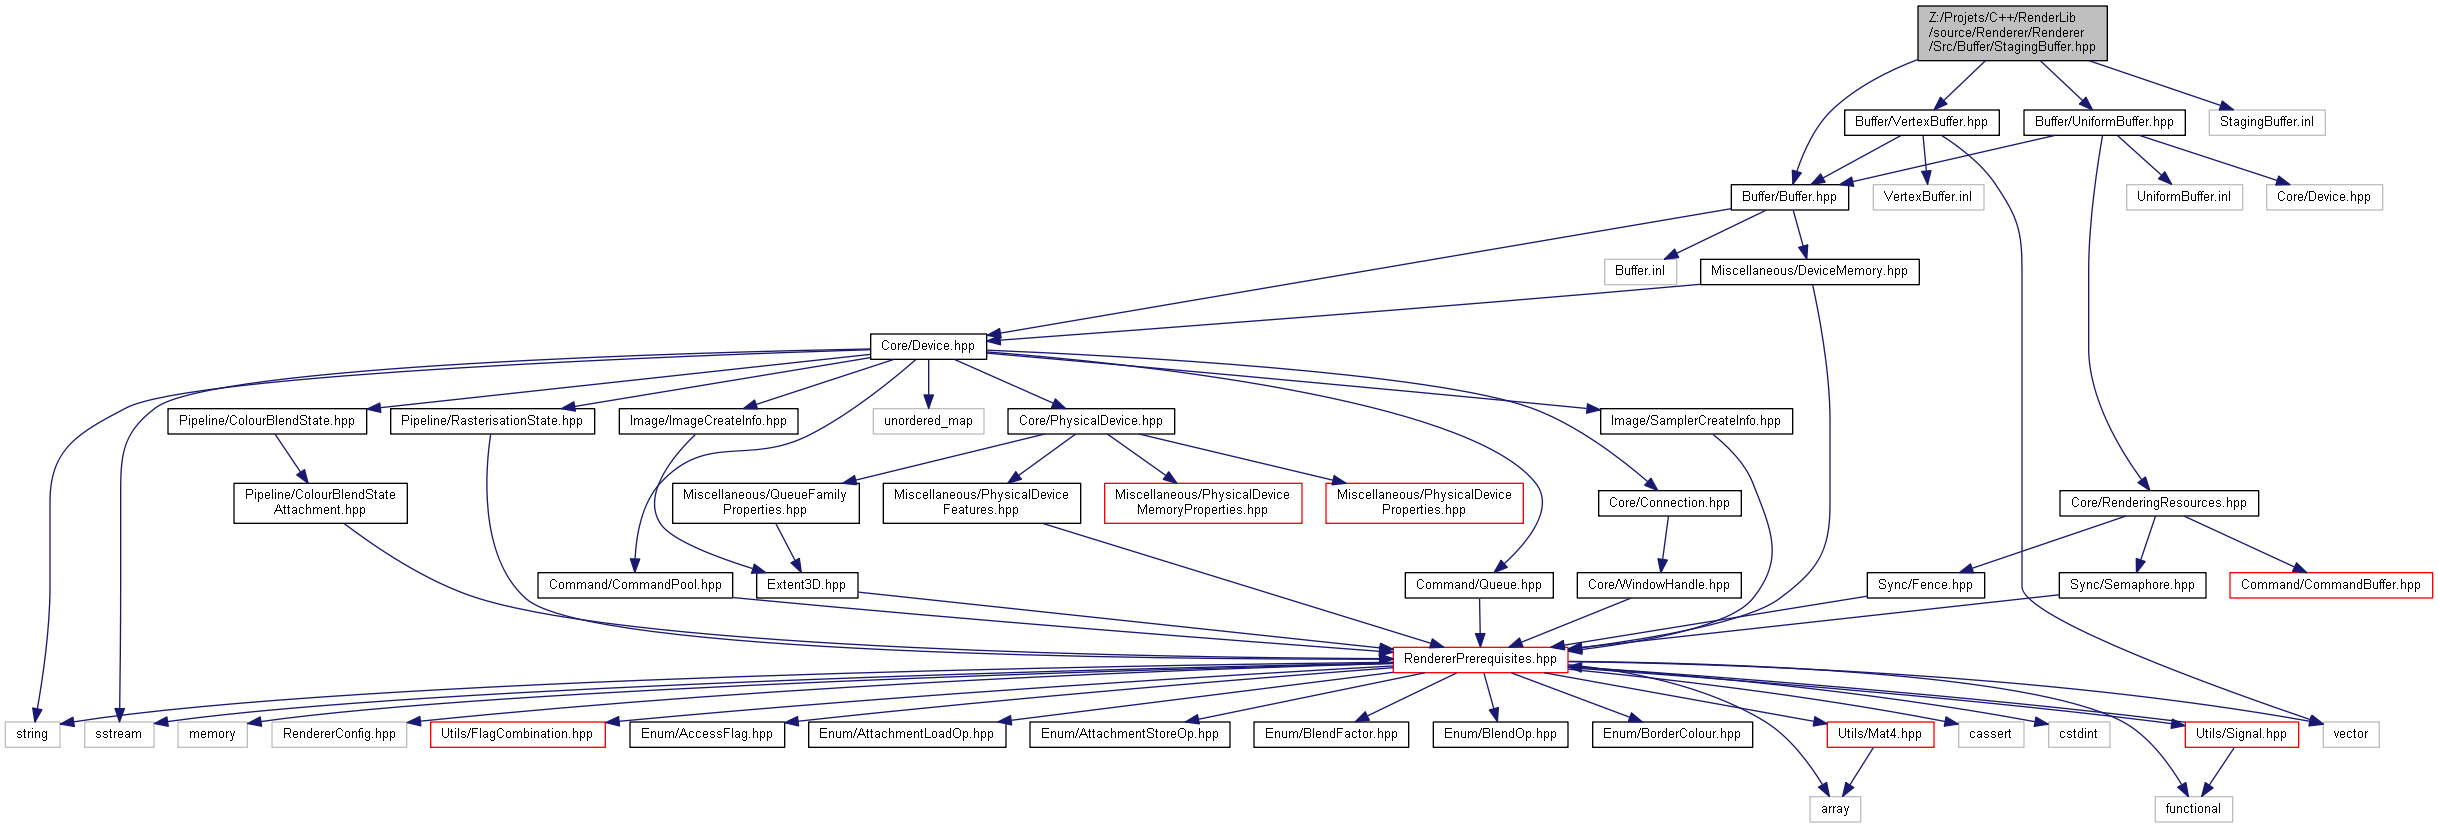 Z:/Projets/C++/RenderLib
/source/Renderer/Renderer
/Src/Buffer/StagingBuffer.hpp
Buffer/VertexBuffer.hpp
Buffer/UniformBuffer.hpp
StagingBuffer.inl
Buffer/Buffer.hpp
VertexBuffer.inl
UniformBuffer.inl
Core/Device.hpp
Buffer.inl
Miscellaneous/DeviceMemory.hpp
Core/Device.hpp
Pipeline/ColourBlendState.hpp
Pipeline/RasterisationState.hpp
Image/ImageCreateInfo.hpp
unordered_map
Core/PhysicalDevice.hpp
Image/SamplerCreateInfo.hpp
Pipeline/ColourBlendState
Attachment.hpp
Miscellaneous/QueueFamily
Properties.hpp
Miscellaneous/PhysicalDevice
Features.hpp
Miscellaneous/PhysicalDevice
MemoryProperties.hpp
Miscellaneous/PhysicalDevice
Properties.hpp
Core/Connection.hpp
Core/RenderingResources.hpp
Command/CommandPool.hpp
Extent3D.hpp
Command/Queue.hpp
Core/WindowHandle.hpp
Sync/Fence.hpp
Sync/Semaphore.hpp
Command/CommandBuffer.hpp
RendererPrerequisites.hpp
string
sstream
memory
RendererConfig.hpp
Utils/FlagCombination.hpp
Enum/AccessFlag.hpp
Enum/AttachmentLoadOp.hpp
Enum/AttachmentStoreOp.hpp
Enum/BlendFactor.hpp
Enum/BlendOp.hpp
Enum/BorderColour.hpp
Utils/Mat4.hpp
cassert
cstdint
Utils/Signal.hpp
vector
array
functional